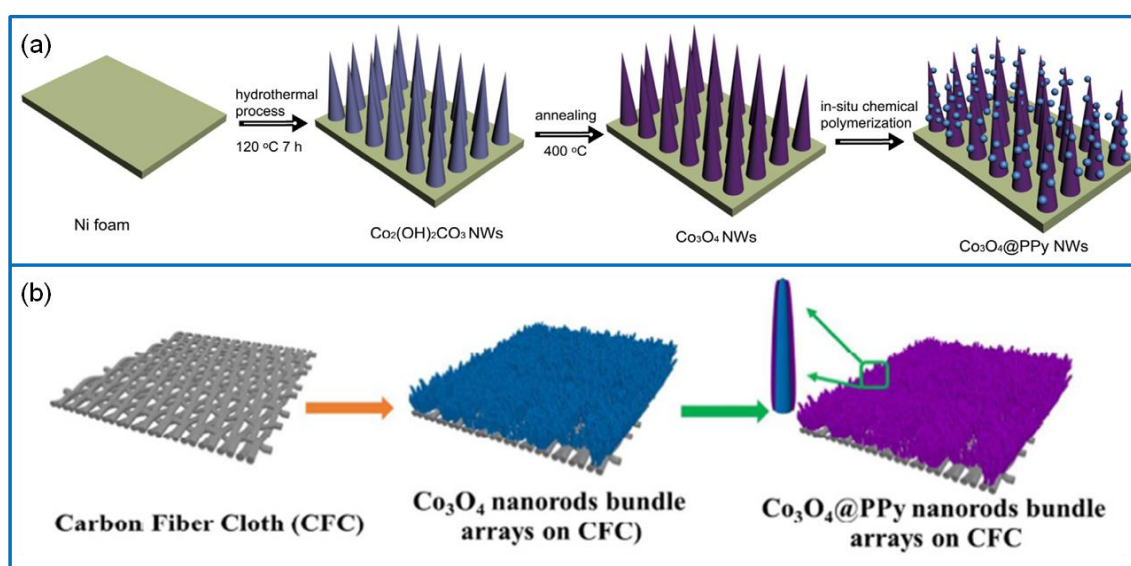 (a)
hydrothermal
process
120 °C 7 h
annealing
400 °C
in-situ chemical
polymerization
Ni foam
Co₂(OH)₂CO₃ NWs
Co₃O₄ NWs
Co₃O₄@PPy NWs
(b)
Carbon Fiber Cloth (CFC)
Co₃O₄ nanorods bundle
arrays on CFC)
Co₃O₄@PPy nanorods bundle
arrays on CFC